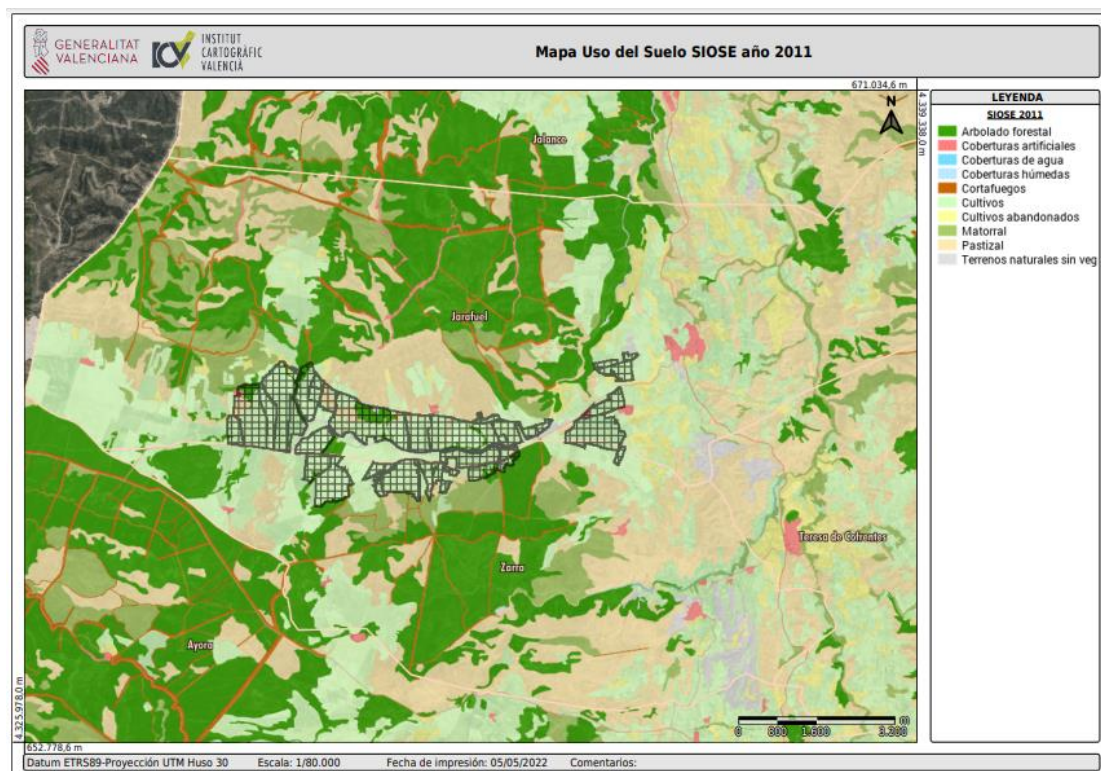 GENERALITAT
VALENCIANA
ICV
INSTITUT
CARTOGRÀFIC
VALENCIÀ
Mapa Uso del Suelo SIOSE año 2011
671.034,6 m
4.339.338,0 m
N
LEYENDA
SIOSE 2011
Arbolado forestal
Coberturas artificiales
Coberturas de agua
Coberturas húmedas
Cortafuegos
Cultivos
Cultivos abandonados
Matorral
Pastizal
Terrenos naturales sin veg
Jalance
Jarafuel
Teresa de Cofrentes
Zarra
Ayora
4.325.978,0 m
m
0 800 1.600 3.200
652.778,6 m
Datum ETRS89-Proyección UTM Huso 30 Escala: 1/80.000 Fecha de impresión: 05/05/2022 Comentarios: